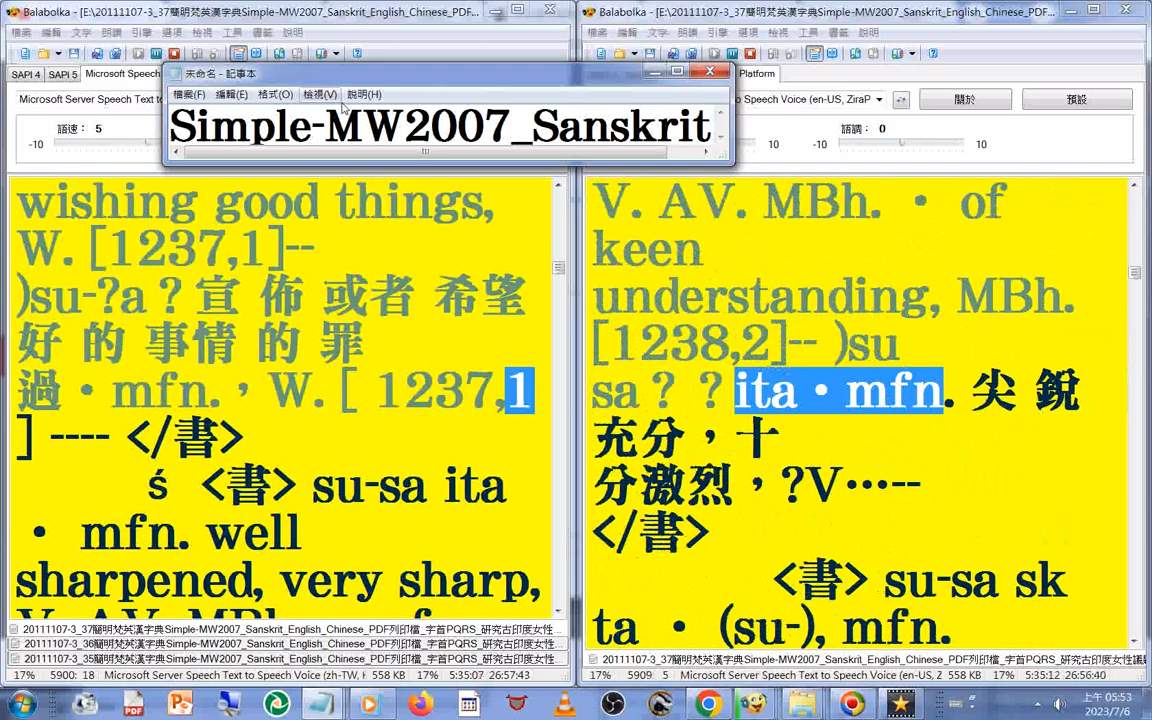 Balabolka - [E:\20111107-3_37簡明梵英漢字典Simple-MW2007_Sanskrit_English_Chinese_PDF...
檔案 編輯 文字 朗讀 引擎 選項 檢視 工具 書籤 說明
SAPI 4 SAPI 5 Microsoft Speech
Microsoft Server Speech Text to
語速： 5
-10
未命名 - 記事本
檔案(F) 編輯(E) 格式(O) 檢視(V) 說明(H)
Simple-MW2007_Sanskrit
wishing good things,
W. [1237,1]--
)su-?a ? 宣 佈 或者 希望
好 的 事情 的 罪
過 • mfn. , W. [ 1237,1
] ---- </書>
ś <書> su-sa ita
• mfn. well
sharpened, very sharp,
V. AV. MBh.
20111107-3_37簡明梵英漢字典Simple-MW2007_Sanskrit_English_Chinese_PDF列印檔_字首PQRS_研究古印度女性...
20111107-3_36簡明梵英漢字典Simple-MW2007_Sanskrit_English_Chinese_PDF列印檔_字首PQRS_研究古印度女性...
20111107-3_35簡明梵英漢字典Simple-MW2007_Sanskrit_English_Chinese_PDF列印檔_字首PQRS_研究古印度女性...
17% 5900: 18 Microsoft Server Speech Text to Speech Voice (zh-TW, H 558 KB 5:35:07 26:57:43
Balabolka - [E:\20111107-3_37簡明梵英漢字典Simple-MW2007_Sanskrit_English_Chinese_PDF...
檔案 編輯 文字 朗讀 引擎 選項 檢視 工具 書籤 說明
Platform
Speech Voice (en-US, ZiraP
關於 預設
語調： 0
10 -10 10
V. AV. MBh. • of
keen
understanding, MBh.
[1238,2]-- )su
sa ? ? ita • mfn. 尖 銳
充分，十
分激烈，?V…--
</書>
<書> su-sa sk
ta • (su-), mfn.
20111107-3_37簡明梵英漢字典Simple-MW2007_Sanskrit_English_Chinese_PDF列印檔_字首PQRS_研究古印度女性議
17% 5909: 5 Microsoft Server Speech Text to Speech Voice (en-US, Z 558 KB 5:35:12 26:56:40
上午 05:53
2023/7/6